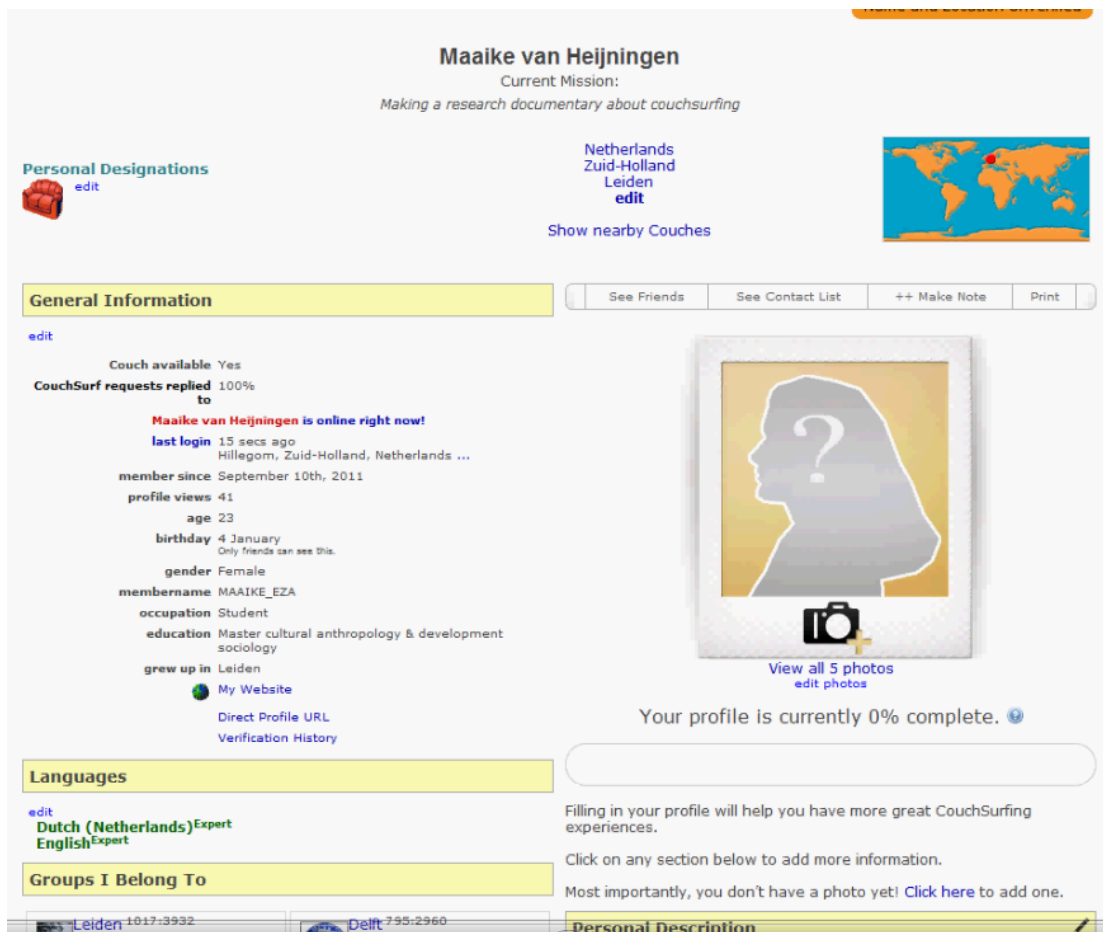 Name and Location Unverified
Maaike van Heijningen
Current Mission:
Making a research documentary about couchsurfing
Personal Designations
edit
Netherlands
Zuid-Holland
Leiden
edit
Show nearby Couches
General Information
edit
Couch available Yes
CouchSurf requests replied to 100%
Maaike van Heijningen is online right now!
last login 15 secs ago
Hillegom, Zuid-Holland, Netherlands ...
member since September 10th, 2011
profile views 41
age 23
birthday 4 January
Only friends can see this.
gender Female
membername MAAIKE_EZA
occupation Student
education Master cultural anthropology & development
sociology
grew up in Leiden
My Website
Direct Profile URL
Verification History
Languages
edit
Dutch (Netherlands) Expert
English Expert
Groups I Belong To
Leiden 1017:3932
Delft 795:2960
See Friends
See Contact List
++ Make Note
Print
?
View all 5 photos
edit photos
Your profile is currently 0% complete.
Filling in your profile will help you have more great CouchSurfing
experiences.
Click on any section below to add more information.
Most importantly, you don't have a photo yet! Click here to add one.
Personal Description